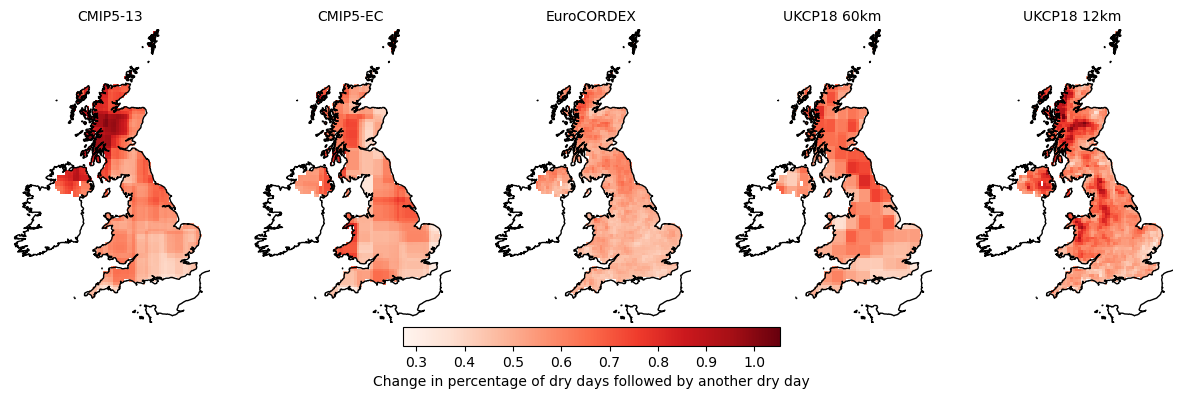 CMIP5-13
CMIP5-EC
EuroCORDEX
UKCP18 60km
UKCP18 12km
0.3 0.4 0.5 0.6 0.7 0.8 0.9 1.0
Change in percentage of dry days followed by another dry day